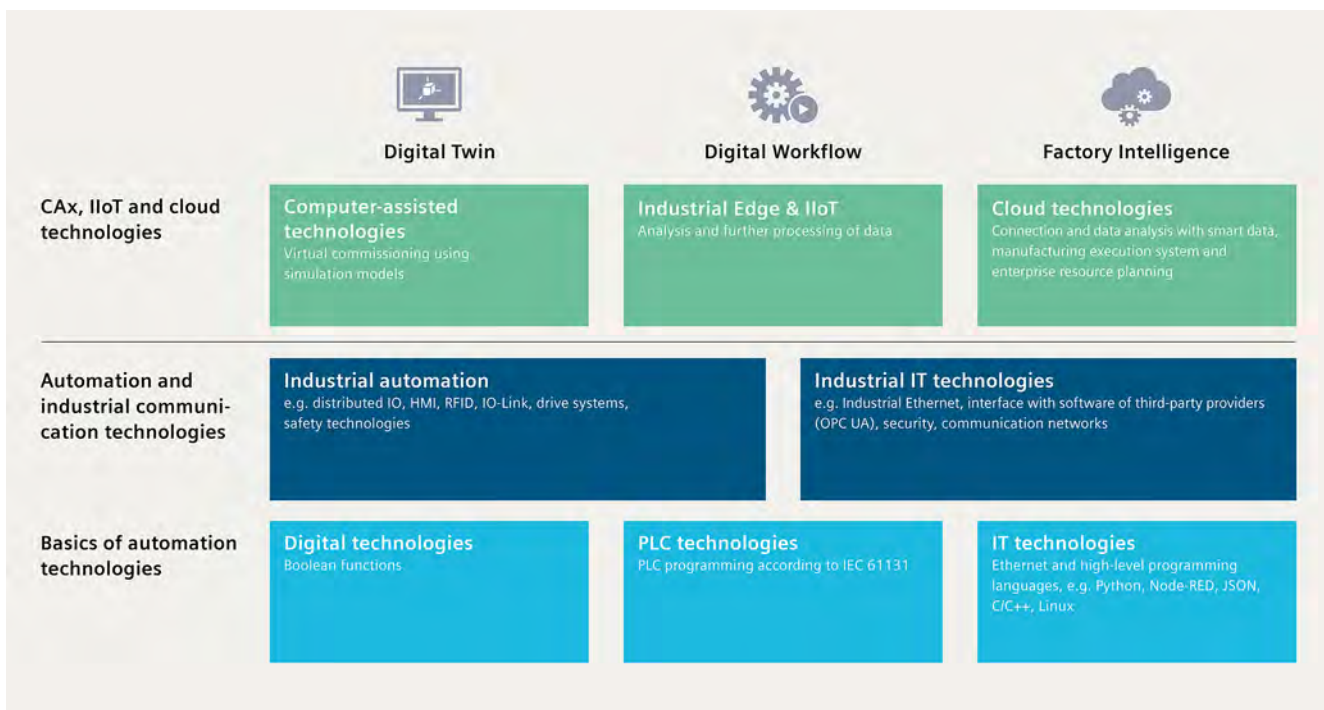 Digital Twin
Digital Workflow
Factory Intelligence
CAx, IIoT and cloud
technologies
Computer-assisted
technologies
Virtual commissioning using
simulation models
Industrial Edge & IIoT
Analysis and further processing of data
Cloud technologies
Connection and data analysis with smart data,
manufacturing execution system and
enterprise resource planning
Automation and
industrial communi-
cation technologies
Industrial automation
e.g. distributed IO, HMI, RFID, IO-Link, drive systems,
safety technologies
Industrial IT technologies
e.g. Industrial Ethernet, interface with software of third-party providers
(OPC UA), security, communication networks
Basics of automation
technologies
Digital technologies
Boolean functions
PLC technologies
PLC programming according to IEC 61131
IT technologies
Ethernet and high-level programming
languages, e.g. Python, Node-RED, JSON,
C/C++, Linux